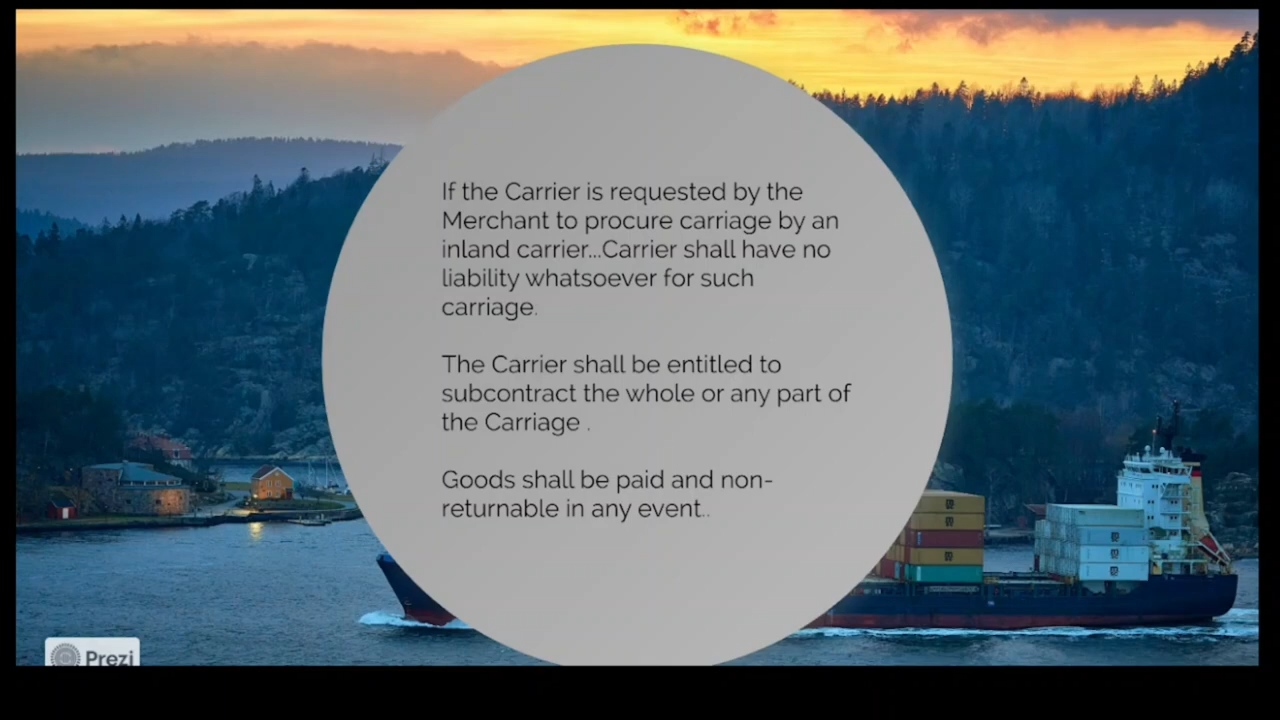 If the Carrier is requested by the
Merchant to procure carriage by an
inland carrier...Carrier shall have no
liability whatsoever for such
carriage.
The Carrier shall be entitled to
subcontract the whole or any part of
the Carriage .
Goods shall be paid and non-
returnable in any event..
Prezi